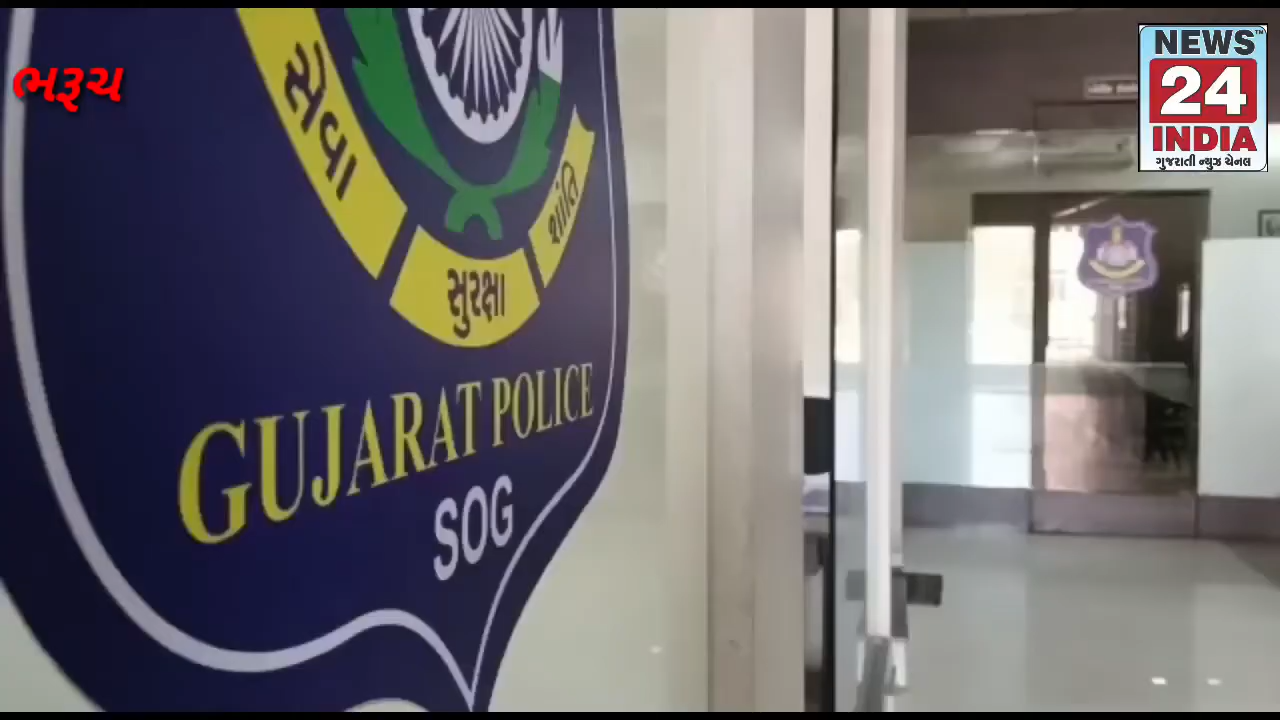 ભરૂચ
NEWS
24
INDIA
ગુજરાતી ન્યુઝ ચેનલ
સેવા
સુરક્ષા
શાંતિ
GUJARAT POLICE
SOG